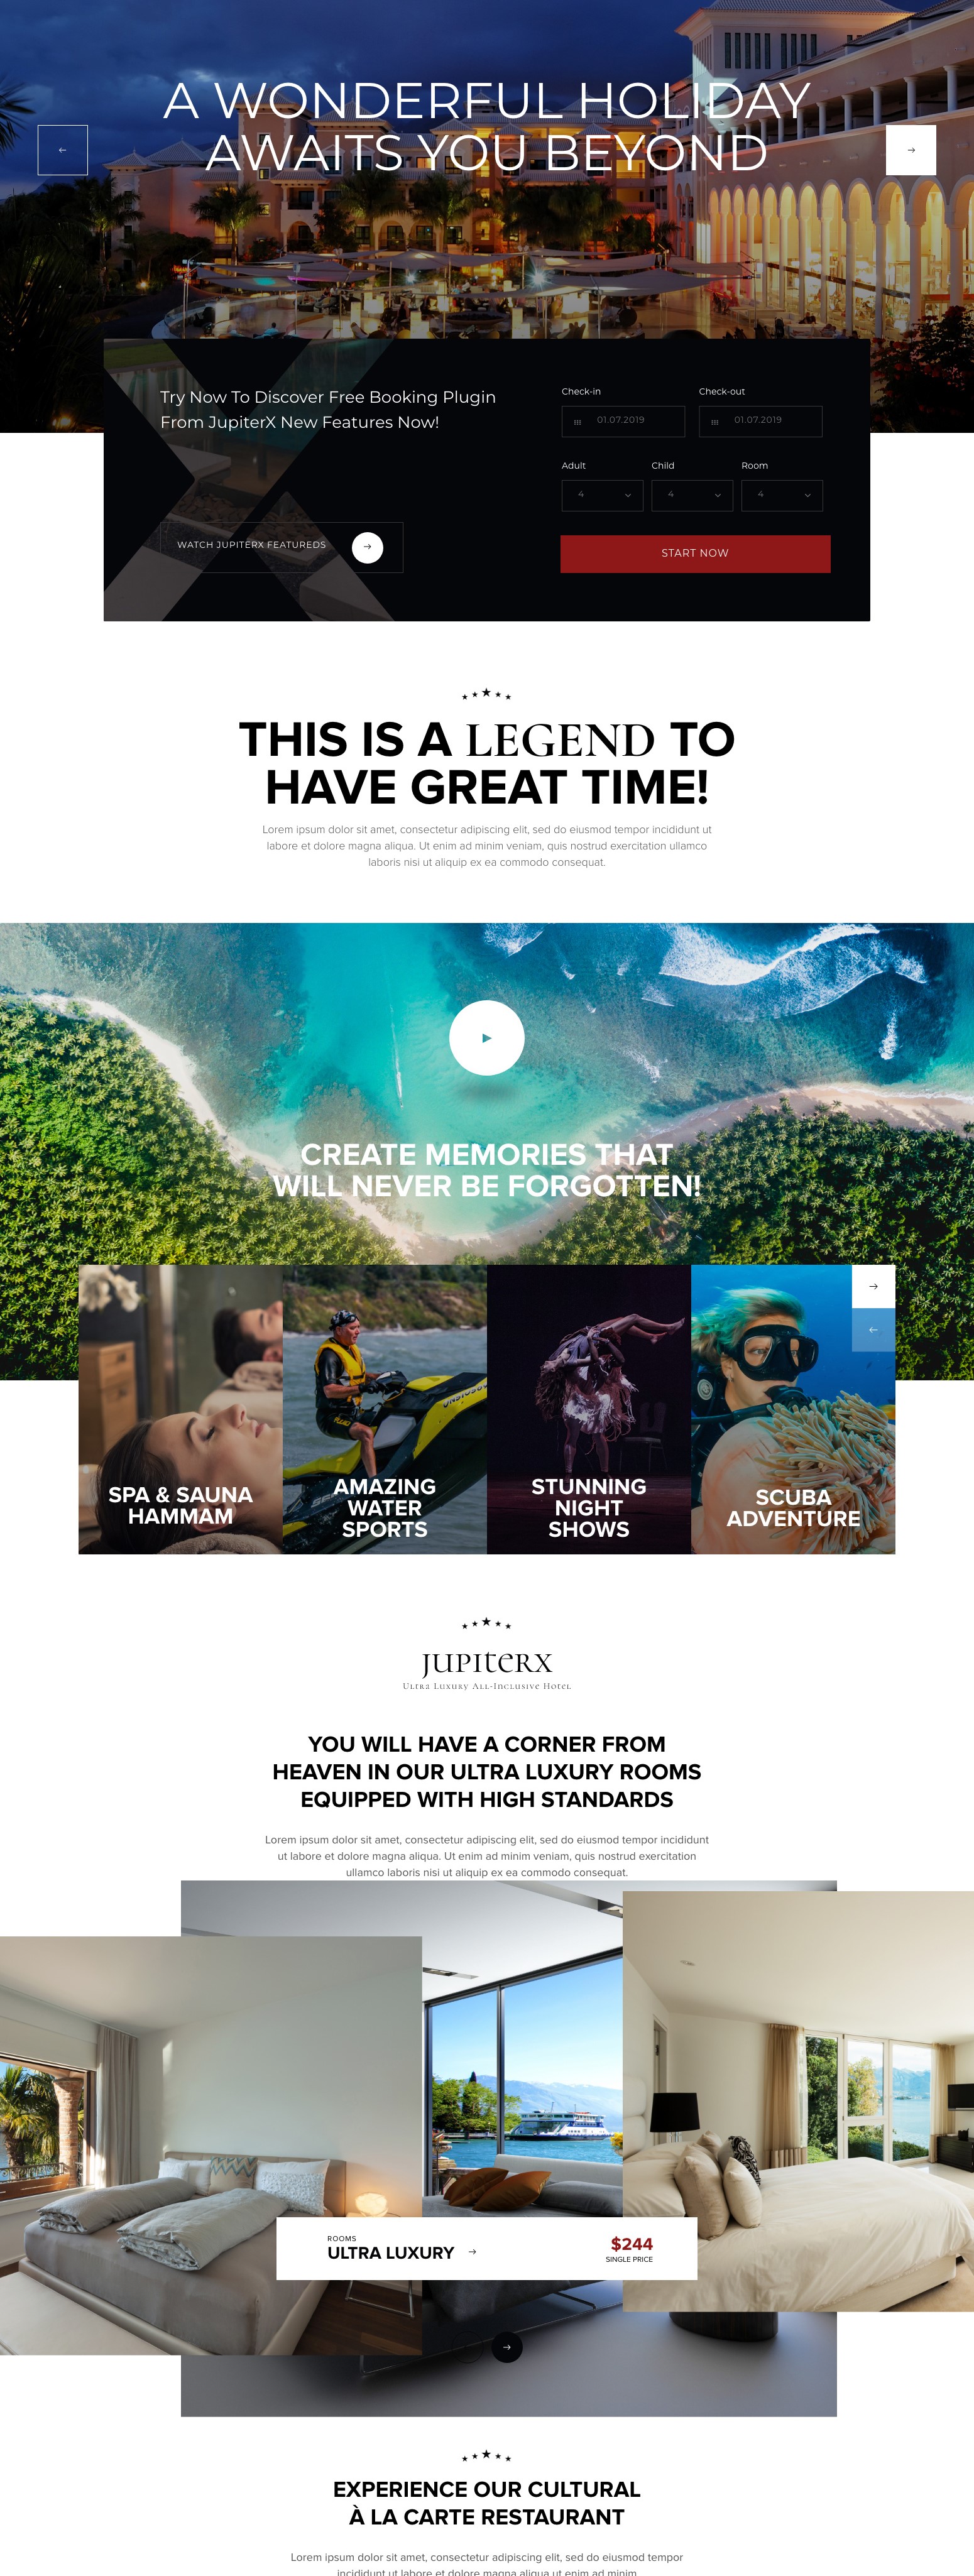 A WONDERFUL HOLIDAY
AWAITS YOU BEYOND
Try Now To Discover Free Booking Plugin
From JupiterX New Features Now!
WATCH JUPITERX FEATUREDS
Check-in
Check-out
01.07.2019
01.07.2019
Adult
Child
Room
4
4
4
START NOW
THIS IS A LEGEND TO
HAVE GREAT TIME!
Lorem ipsum dolor sit amet, consectetur adipiscing elit, sed do eiusmod tempor incididunt ut
labore et dolore magna aliqua. Ut enim ad minim veniam, quis nostrud exercitation ullamco
laboris nisi ut aliquip ex ea commodo consequat.
CREATE MEMORIES THAT
WILL NEVER BE FORGOTTEN!
SPA & SAUNA
HAMMAM
AMAZING
WATER
SPORTS
STUNNING
NIGHT
SHOWS
SCUBA
ADVENTURE
jupiterx
Ultra Luxury All-Inclusive Hotel
YOU WILL HAVE A CORNER FROM
HEAVEN IN OUR ULTRA LUXURY ROOMS
EQUIPPED WITH HIGH STANDARDS
Lorem ipsum dolor sit amet, consectetur adipiscing elit, sed do eiusmod tempor incididunt
ut labore et dolore magna aliqua. Ut enim ad minim veniam, quis nostrud exercitation
ullamco laboris nisi ut aliquip ex ea commodo consequat.
ROOMS
ULTRA LUXURY
$244
SINGLE PRICE
EXPERIENCE OUR CULTURAL
À LA CARTE RESTAURANT
Lorem ipsum dolor sit amet, consectetur adipiscing elit, sed do eiusmod tempor
incididunt ut labore et dolore magna aliqua ut enim ad minim